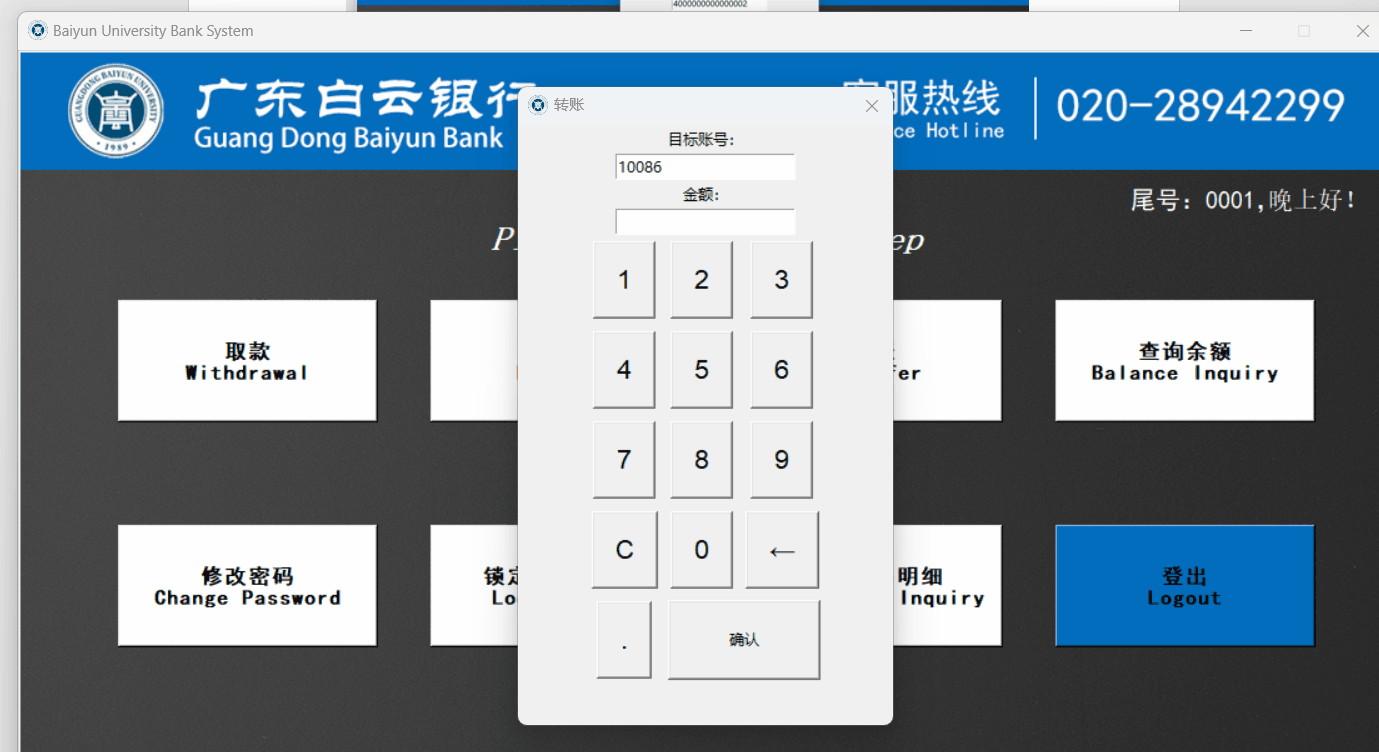 4000000000000002
Baiyun University Bank System
GUANGDONG BAIYUN UNIVERSITY
1989
广东白云银行
Guang Dong Baiyun Bank
服热线
ce Hotline
020-28942299
转账
目标账号:
10086
金额:
尾号: 0001,晚上好!
ep
1 2 3
4 5 6
7 8 9
C 0 ←
. 确认
取款
Withdrawal
fer
查询余额
Balance Inquiry
修改密码
Change Password
锁定
Lo
明细
Inquiry
登出
Logout